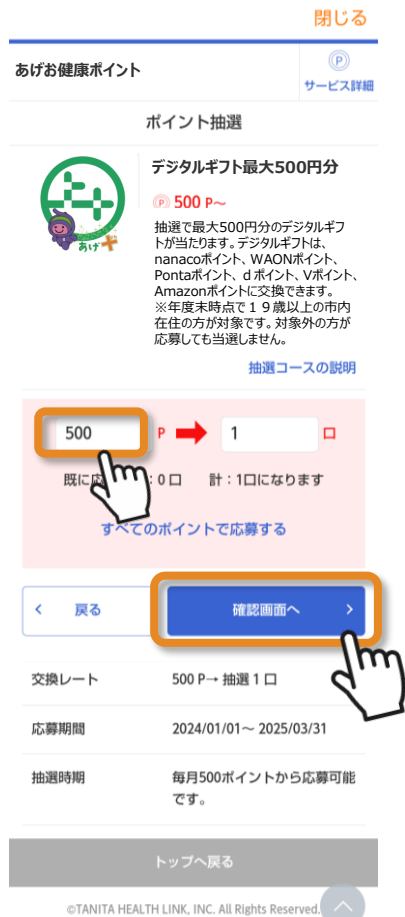 閉じる
あげお健康ポイント
P
サービス詳細
ポイント抽選
あげ
デジタルギフト最大500円分
P 500 P~
抽選で最大500円分のデジタルギフ
トが当たります。デジタルギフトは、
nanacoポイント、WAONポイント、
Pontaポイント、dポイント、Vポイント、
Amazonポイントに交換できます。
※年度末時点で19歳以上の市内
在住の方が対象です。対象外の方が
応募しても当選しません。
抽選コースの説明
500 P 1 口
既に応 :0口 計:1口になります
すべてのポイントで応募する
< 戻る
確認画面へ >
交換レート 500 P→ 抽選1口
応募期間 2024/01/01~ 2025/03/31
抽選時期 毎月500ポイントから応募可能
です。
トップへ戻る
©TANITA HEALTH LINK, INC. All Rights Reserved.